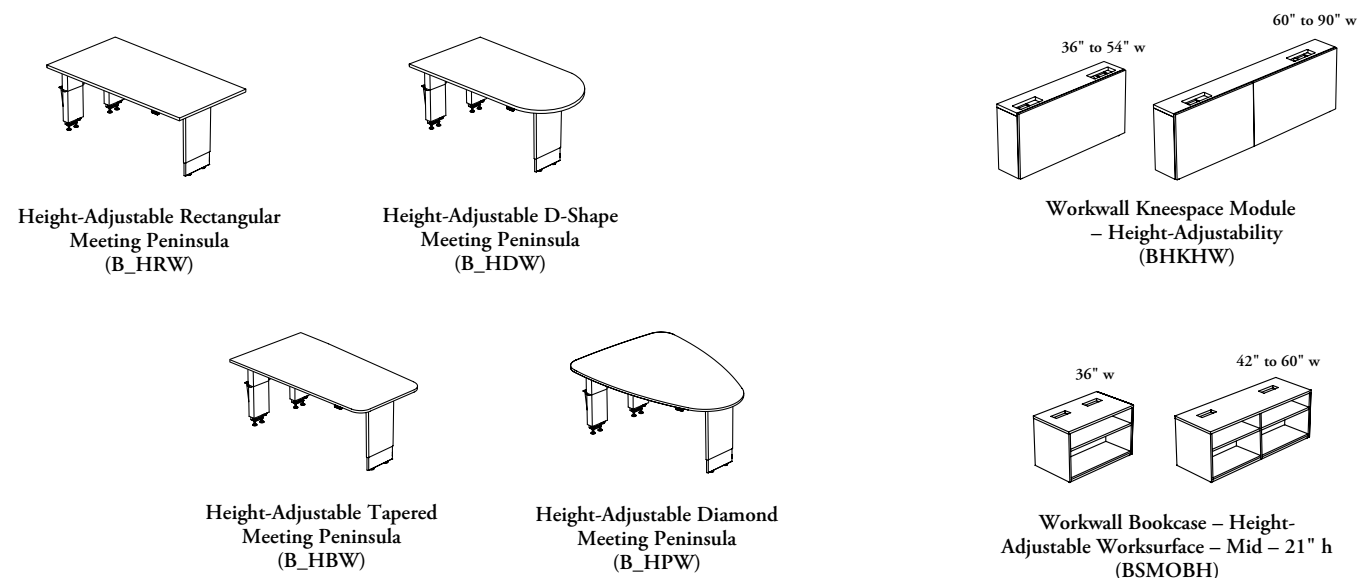 Height-Adjustable Rectangular
Meeting Peninsula
(B_HRW)
Height-Adjustable D-Shape
Meeting Peninsula
(B_HDW)
36" to 54" w
60" to 90" w
Workwall Kneespace Module
– Height-Adjustability
(BHKHW)
Height-Adjustable Tapered
Meeting Peninsula
(B_HBW)
Height-Adjustable Diamond
Meeting Peninsula
(B_HPW)
36" w
42" to 60" w
Workwall Bookcase – Height-
Adjustable Worksurface – Mid – 21" h
(BSMOBH)